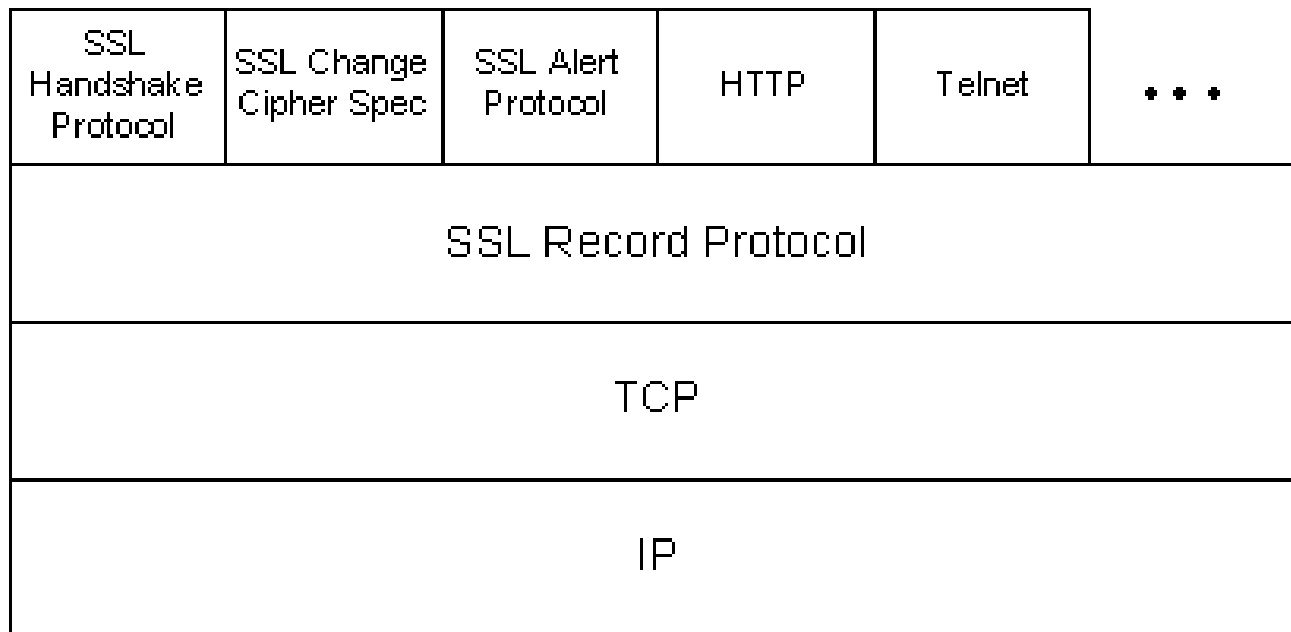 SSL
Handshake
Protocol
SSL Change
Cipher Spec
SSL Alert
Protocol
HTTP
Telnet
...
SSL Record Protocol
TCP
IP